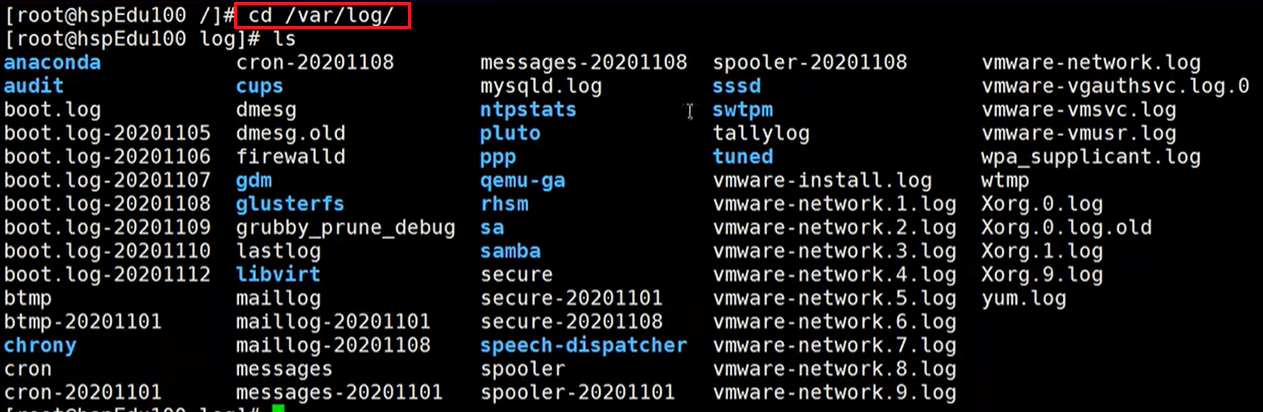 [root@hspEdu100 /]# cd /var/log/
[root@hspEdu100 log]# ls
anaconda cron-20201108 messages-20201108 spooler-20201108 vmware-network.log
audit cups mysqld.log sssd vmware-vgauthsvc.log.0
boot.log dmesg ntpstats swtpm vmware-vmsvc.log
boot.log-20201105 dmesg.old pluto tallylog vmware-vmusr.log
boot.log-20201106 firewalld ppp tuned wpa_supplicant.log
boot.log-20201107 gdm qemu-ga vmware-install.log wtmp
boot.log-20201108 glusterfs rhsm vmware-network.1.log Xorg.0.log
boot.log-20201109 grubby_prune_debug sa vmware-network.2.log Xorg.0.log.old
boot.log-20201110 lastlog samba vmware-network.3.log Xorg.1.log
boot.log-20201112 libvirt secure vmware-network.4.log Xorg.9.log
btmp maillog secure-20201101 vmware-network.5.log yum.log
btmp-20201101 maillog-20201101 secure-20201108 vmware-network.6.log
chrony maillog-20201108 speech-dispatcher vmware-network.7.log
cron messages spooler vmware-network.8.log
cron-20201101 messages-20201101 spooler-20201101 vmware-network.9.log
[root@hspEdu100 log]#